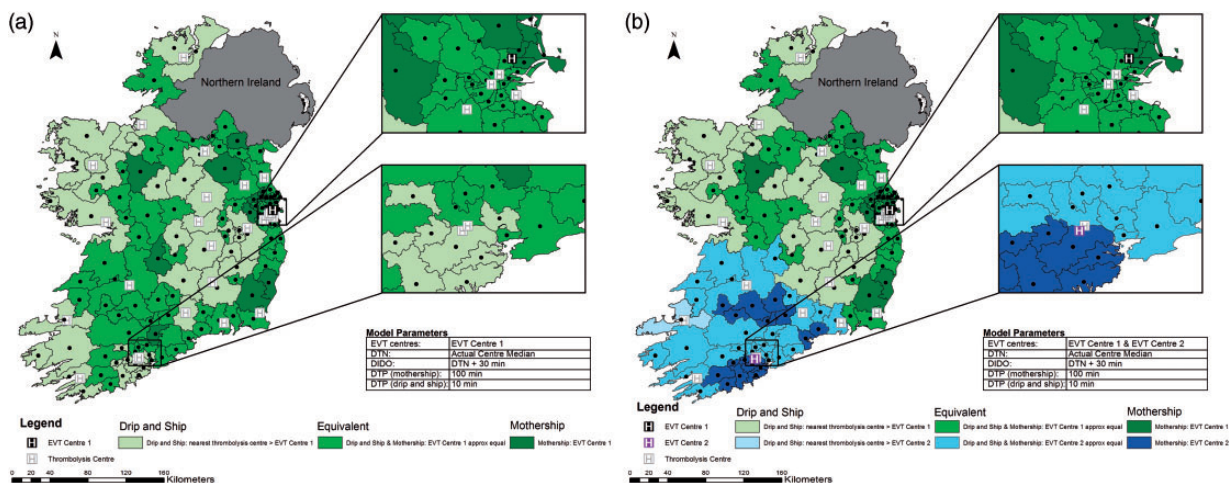 (a)
N
Northern Ireland
H
Model Parameters
EVT centres: EVT Centre 1
DTN: Actual Centre Median
DIDO: DTN + 30 min
DTP (mothership): 100 min
DTP (drip and ship): 10 min
Legend
Drip and Ship Equivalent Mothership
H EVT Centre 1 Drip and Ship: nearest thrombolysis centre > EVT Centre 1 Drip and Ship & Mothership: EVT Centre 1 approx equal Mothership: EVT Centre 1
H Thrombolysis Centre
0 20 40 80 120 160
Kilometers
(b)
N
Northern Ireland
H
Model Parameters
EVT centres: EVT Centre 1 & EVT Centre 2
DTN: Actual Centre Median
DIDO: DTN + 30 min
DTP (mothership): 100 min
DTP (drip and ship): 10 min
Legend
Drip and Ship Equivalent Mothership
H EVT Centre 1 Drip and Ship: nearest thrombolysis centre > EVT Centre 1 Drip and Ship & Mothership: EVT Centre 1 approx equal Mothership: EVT Centre 1
H EVT Centre 2 Drip and Ship: nearest thrombolysis centre > EVT Centre 2 Drip and Ship & Mothership: EVT Centre 2 approx equal Mothership: EVT Centre 2
H Thrombolysis Centre
0 20 40 80 120 160
Kilometers